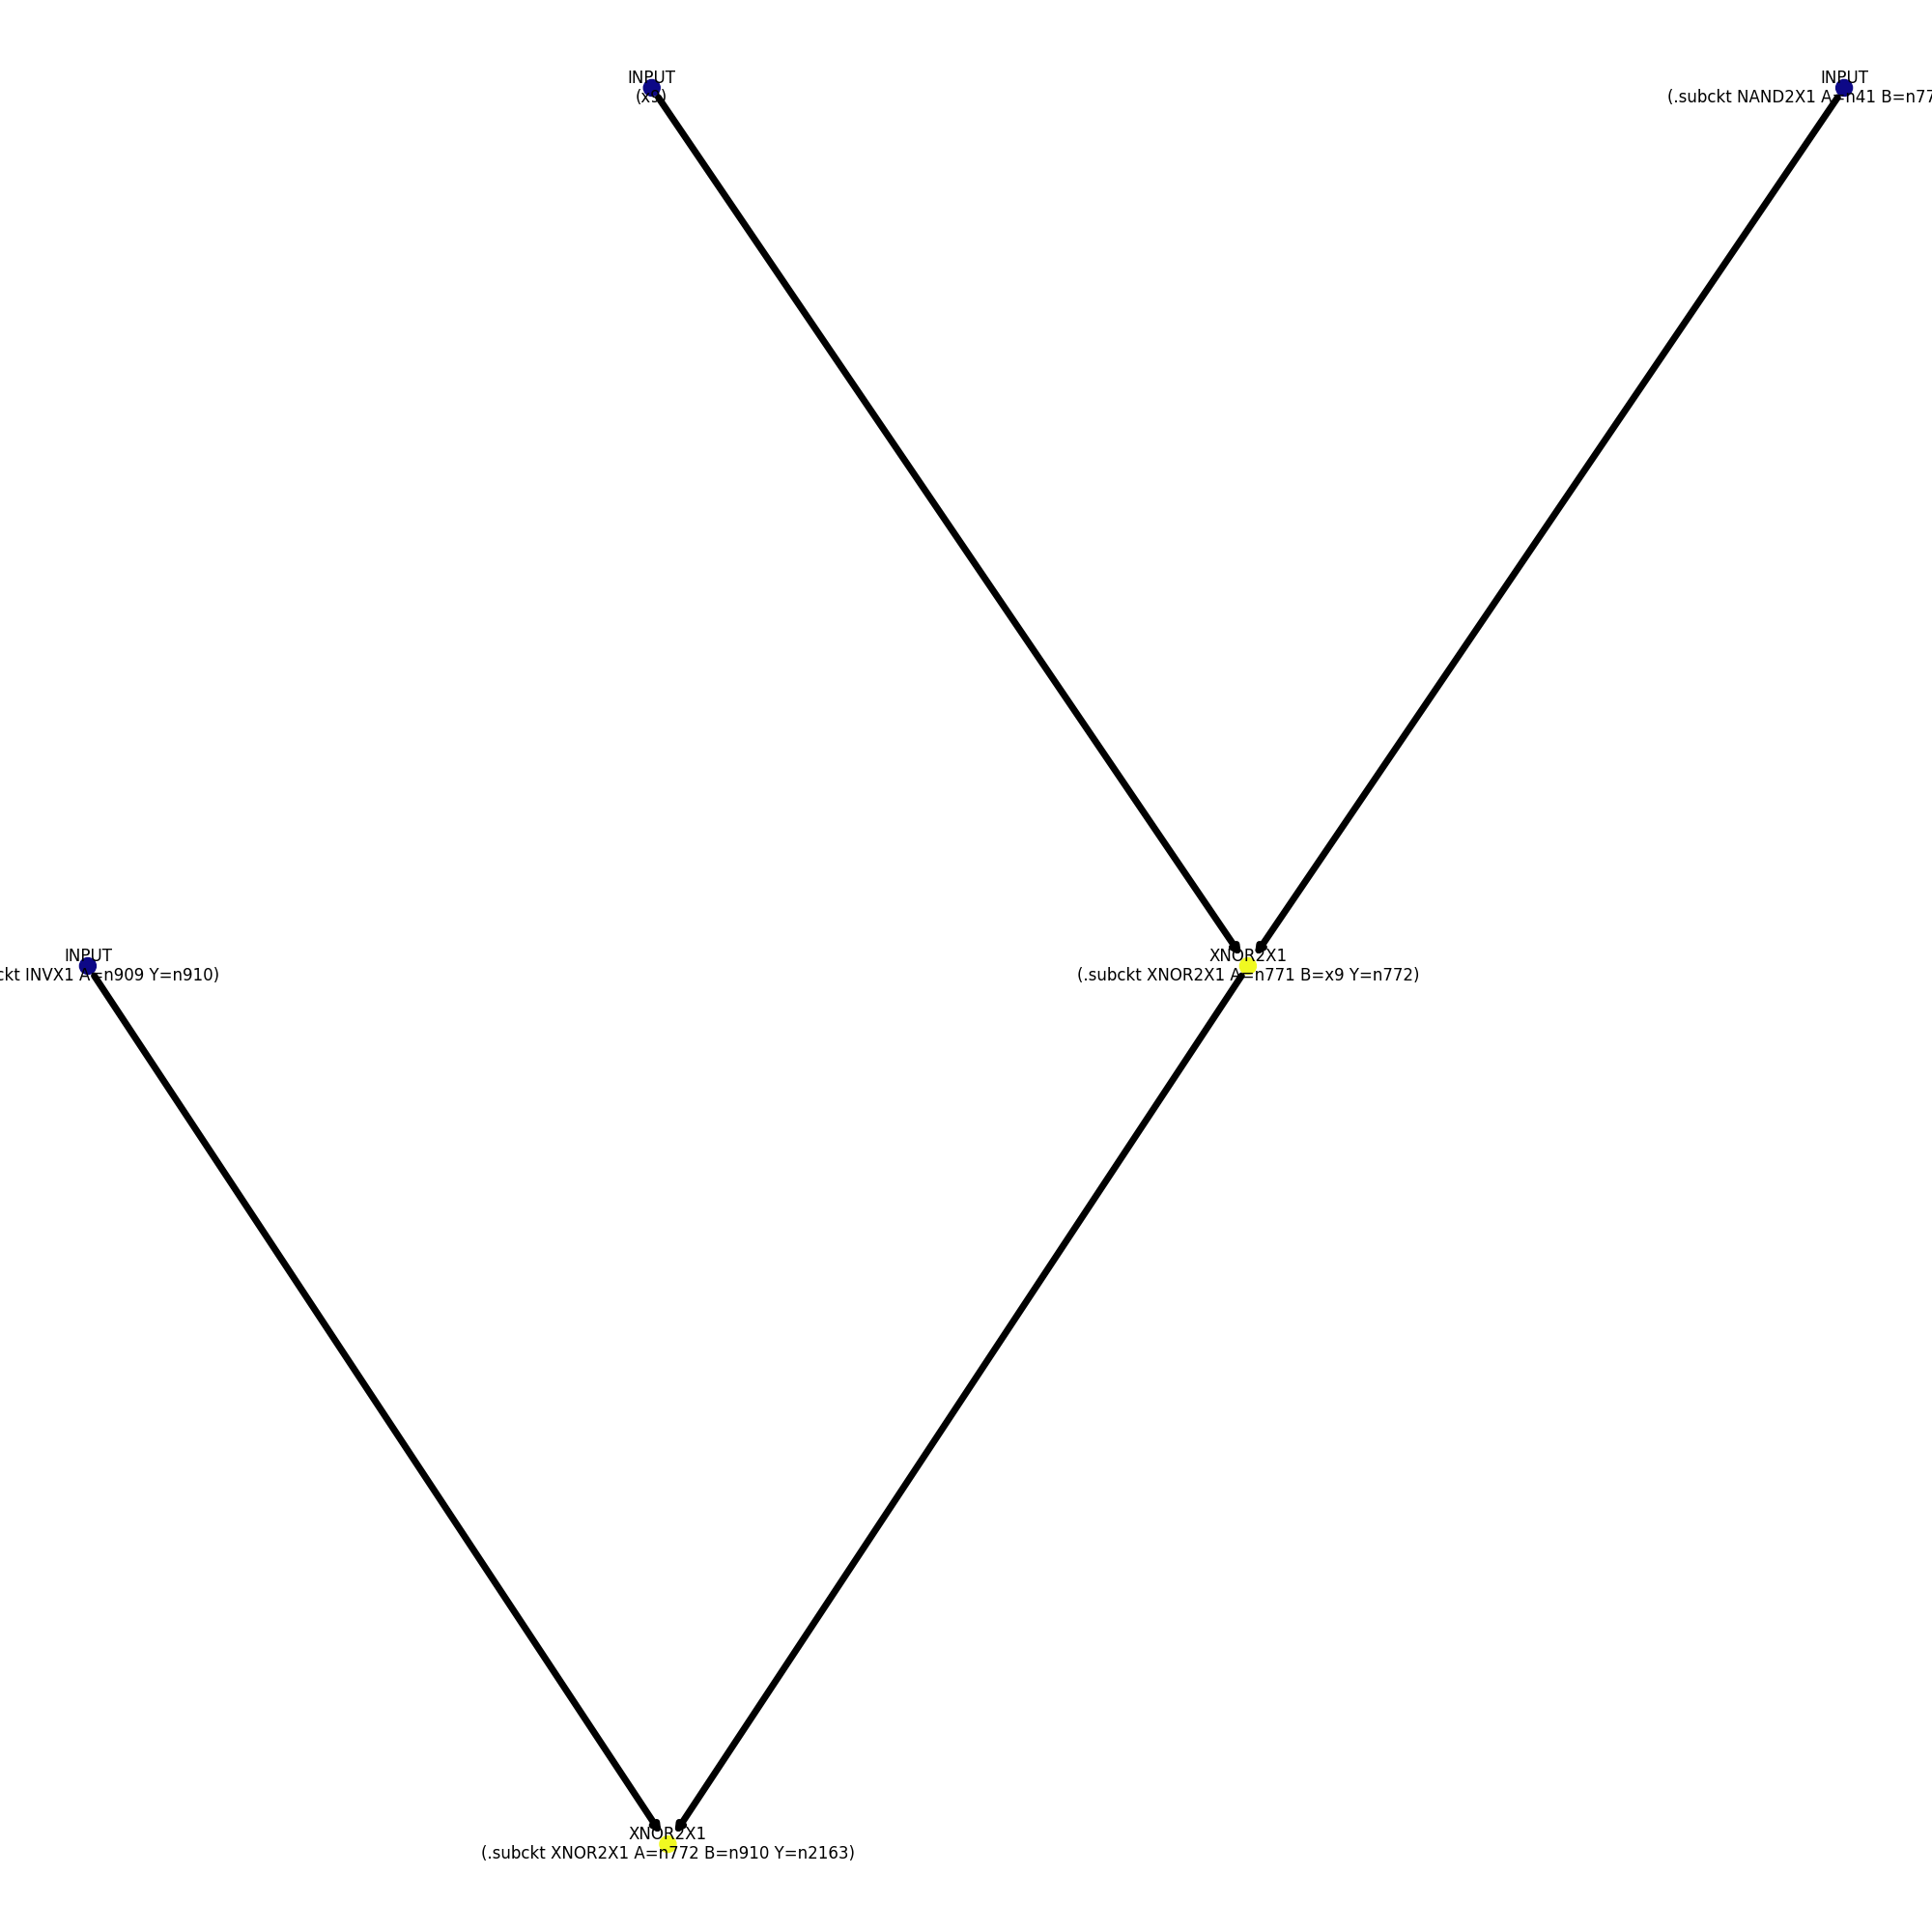 INPUT
(x9)
INPUT
(.subckt NAND2X1 A=n41 B=n77
INPUT
ckt INVX1 A=n909 Y=n910)
XNOR2X1
(.subckt XNOR2X1 A=n771 B=x9 Y=n772)
XNOR2X1
(.subckt XNOR2X1 A=n772 B=n910 Y=n2163)